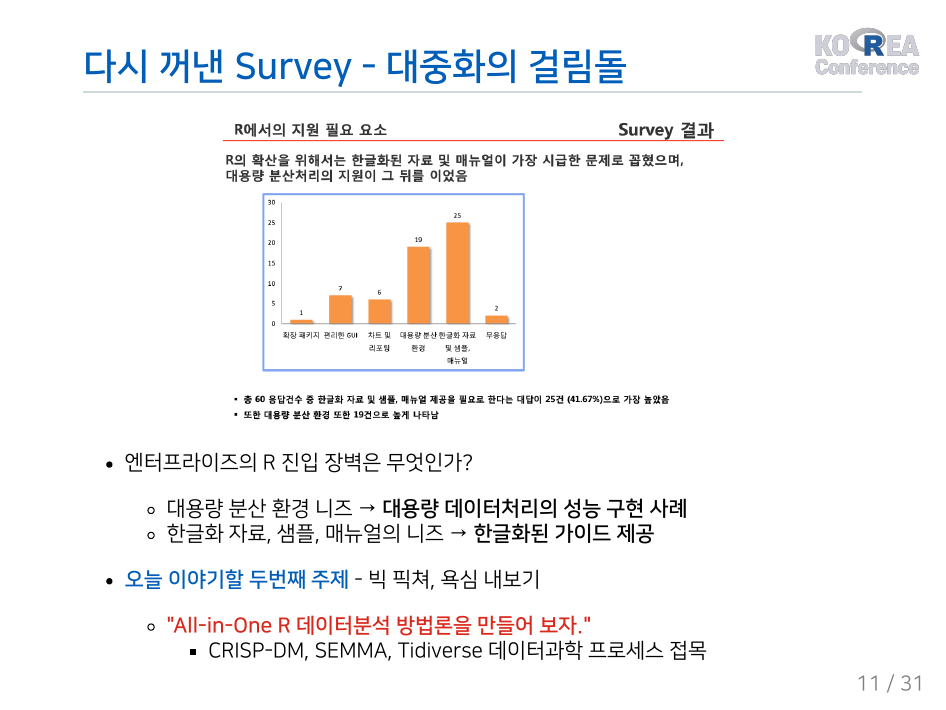 다시 꺼낸 Survey - 대중화의 걸림돌
KOREA
Conference
R에서의 지원 필요 요소
Survey 결과
R의 확산을 위해서는 한글화된 자료 및 매뉴얼이 가장 시급한 문제로 꼽혔으며,
대용량 분산처리의 지원이 그 뒤를 이었음
30
25
20
15
10
5
0
1
7
6
19
25
2
확장 패키지
편리한 GUI
차트 및
리포팅
대용량 분산
환경
한글화 자료
및 샘플,
매뉴얼
무응답
▪ 총 60 응답건수 중 한글화 자료 및 샘플, 매뉴얼 제공을 필요로 한다는 대답이 25건 (41.67%)으로 가장 높았음
▪ 또한 대용량 분산 환경 또한 19건으로 높게 나타남
• 엔터프라이즈의 R 진입 장벽은 무엇인가?
◦ 대용량 분산 환경 니즈 → 대용량 데이터처리의 성능 구현 사례
◦ 한글화 자료, 샘플, 매뉴얼의 니즈 → 한글화된 가이드 제공
• 오늘 이야기할 두번째 주제 - 빅 픽쳐, 욕심 내보기
◦ "All-in-One R 데이터분석 방법론을 만들어 보자."
▪ CRISP-DM, SEMMA, Tidiverse 데이터과학 프로세스 접목
11 / 31